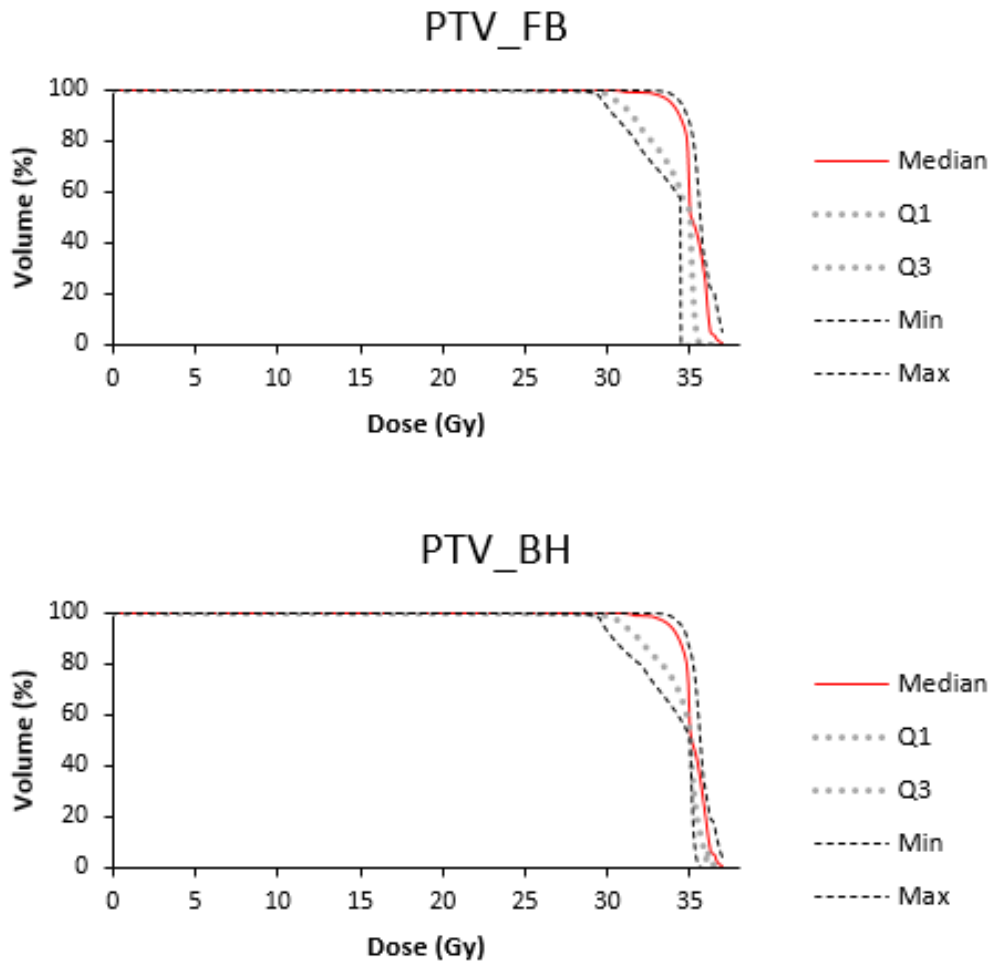 PTV_FB
100
80
60
40
20
0
Volume (%)
0 5 10 15 20 25 30 35
Dose (Gy)
Median
Q1
Q3
Min
Max
PTV_BH
100
80
60
40
20
0
Volume (%)
0 5 10 15 20 25 30 35
Dose (Gy)
Median
Q1
Q3
Min
Max